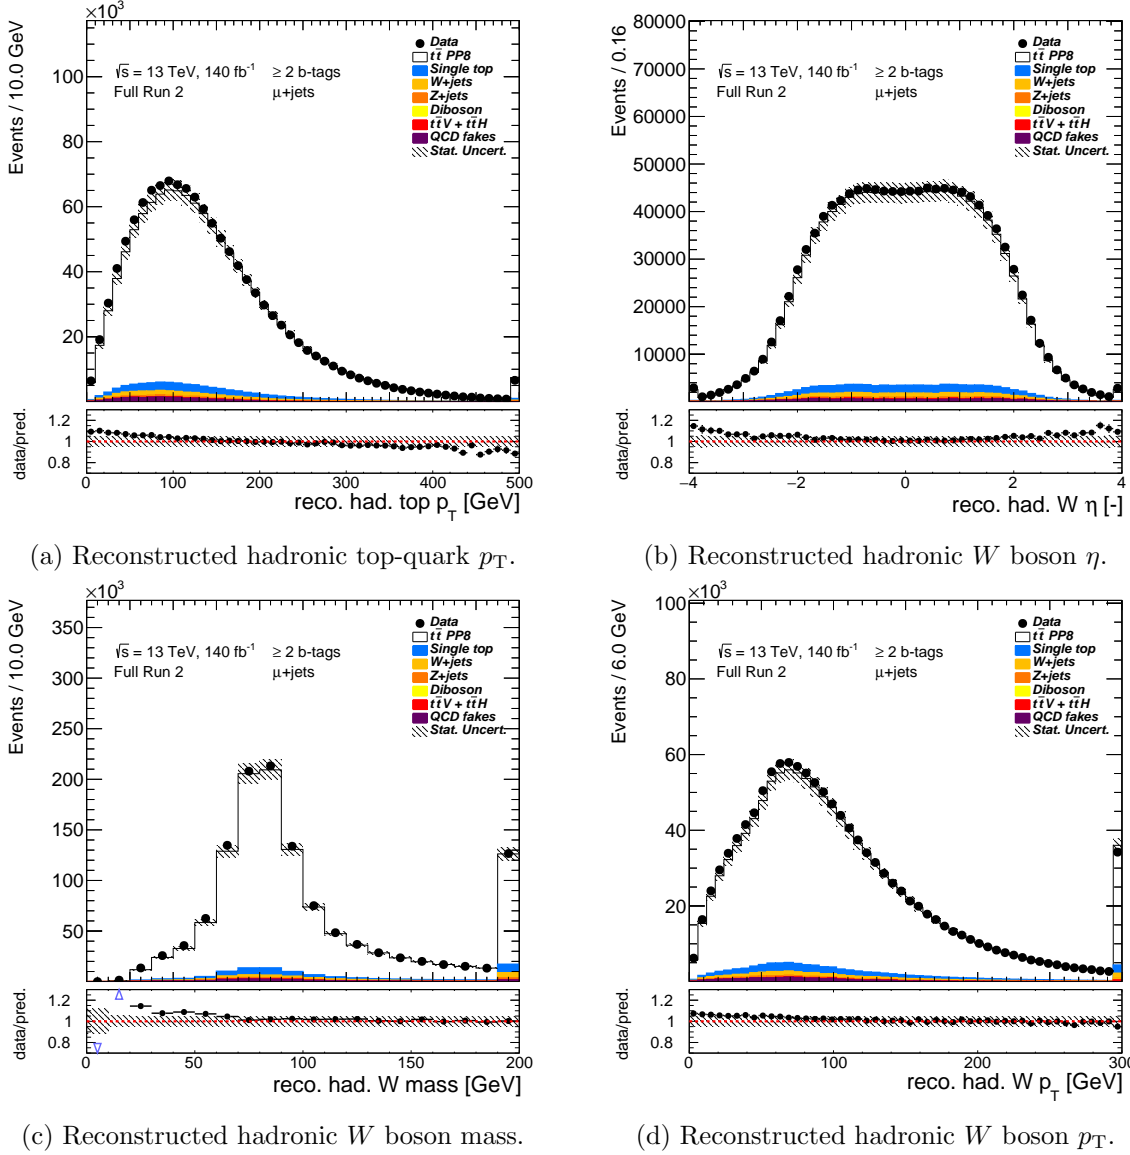 ×10³
Events / 10.0 GeV
100
80
60
40
20
√s = 13 TeV, 140 fb⁻¹
≥ 2 b-tags
Full Run 2
μ+jets
Data
tt̄ PP8
Single top
W+jets
Z+jets
Diboson
tt̄V + tt̄H
QCD fakes
Stat. Uncert.
data/pred.
1.2
1
0.8
0 100 200 300 400 500
reco. had. top p_T [GeV]
(a) Reconstructed hadronic top-quark p_T.
Events / 0.16
80000
70000
60000
50000
40000
30000
20000
10000
√s = 13 TeV, 140 fb⁻¹
≥ 2 b-tags
Full Run 2
μ+jets
Data
tt̄ PP8
Single top
W+jets
Z+jets
Diboson
tt̄V + tt̄H
QCD fakes
Stat. Uncert.
data/pred.
1.2
1
0.8
−4 −2 0 2 4
reco. had. W η [-]
(b) Reconstructed hadronic W boson η.
×10³
Events / 10.0 GeV
350
300
250
200
150
100
50
√s = 13 TeV, 140 fb⁻¹
≥ 2 b-tags
Full Run 2
μ+jets
Data
tt̄ PP8
Single top
W+jets
Z+jets
Diboson
tt̄V + tt̄H
QCD fakes
Stat. Uncert.
data/pred.
1.2
1
0.8
0 50 100 150 200
reco. had. W mass [GeV]
(c) Reconstructed hadronic W boson mass.
×10³
Events / 6.0 GeV
100
80
60
40
20
√s = 13 TeV, 140 fb⁻¹
≥ 2 b-tags
Full Run 2
μ+jets
Data
tt̄ PP8
Single top
W+jets
Z+jets
Diboson
tt̄V + tt̄H
QCD fakes
Stat. Uncert.
data/pred.
1.2
1
0.8
0 100 200 300
reco. had. W p_T [GeV]
(d) Reconstructed hadronic W boson p_T.